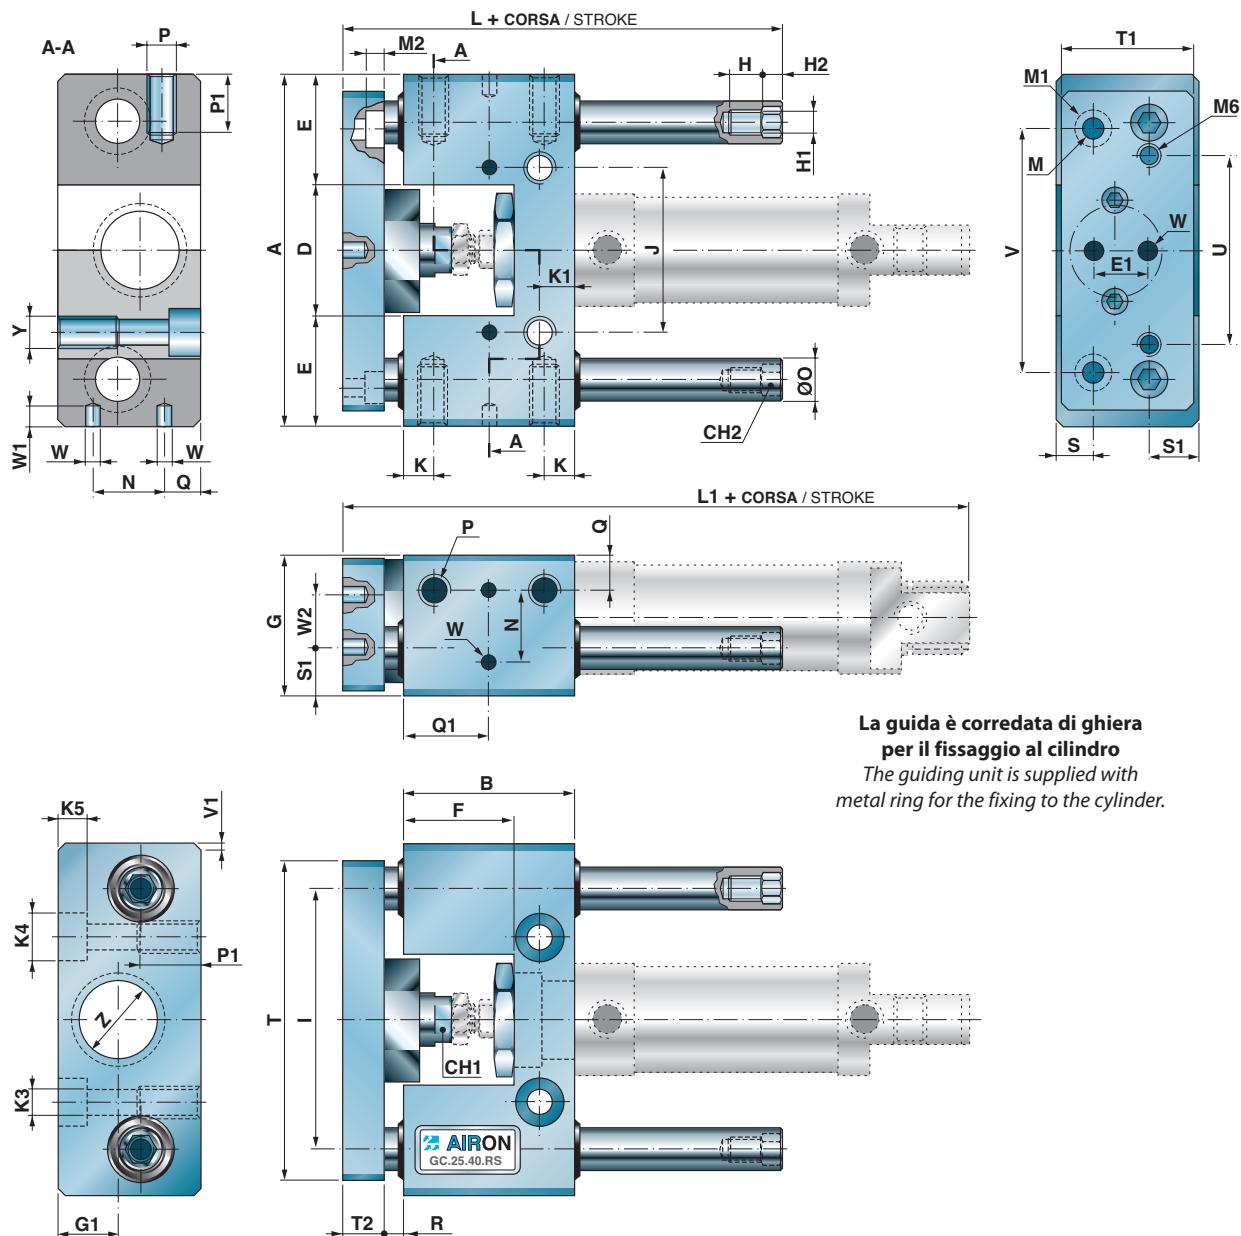 A-A
P
P1
Y
W1
W
W
N
Q
L + CORSA / STROKE
M2
A
H
H2
H1
E
A
D
E
J
K1
ØO
CH2
K
A
K
T1
M1
M6
M
W
V
U
E1
S
S1
L1 + CORSA / STROKE
P
Q
G
W2
W
N
S1
Q1
La guida è corredata di ghiera
per il fissaggio al cilindro
The guiding unit is supplied with
metal ring for the fixing to the cylinder.
K5
V1
B
F
K4
P1
Z
T
I
CH1
K3
AIRON
GC.25.40.RS
G1
T2
R